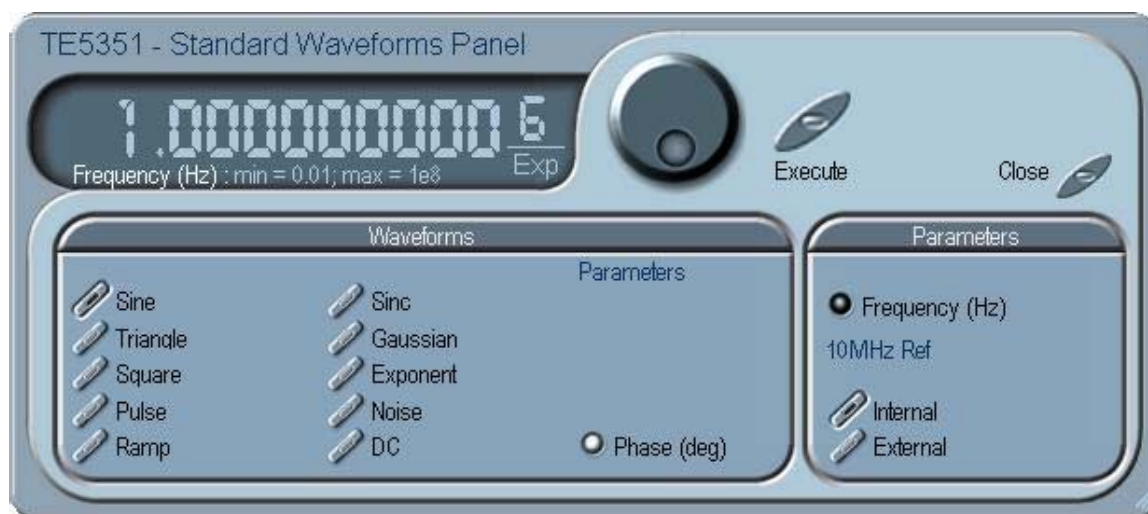 TE5351 - Standard Waveforms Panel
1.000000000 6
Exp
Frequency (Hz) : min = 0.01; max = 1e8
Execute
Close
Waveforms
Parameters
Sine
Triangle
Square
Pulse
Ramp
Sinc
Gaussian
Exponent
Noise
DC
Phase (deg)
Parameters
Frequency (Hz)
10MHz Ref
Internal
External